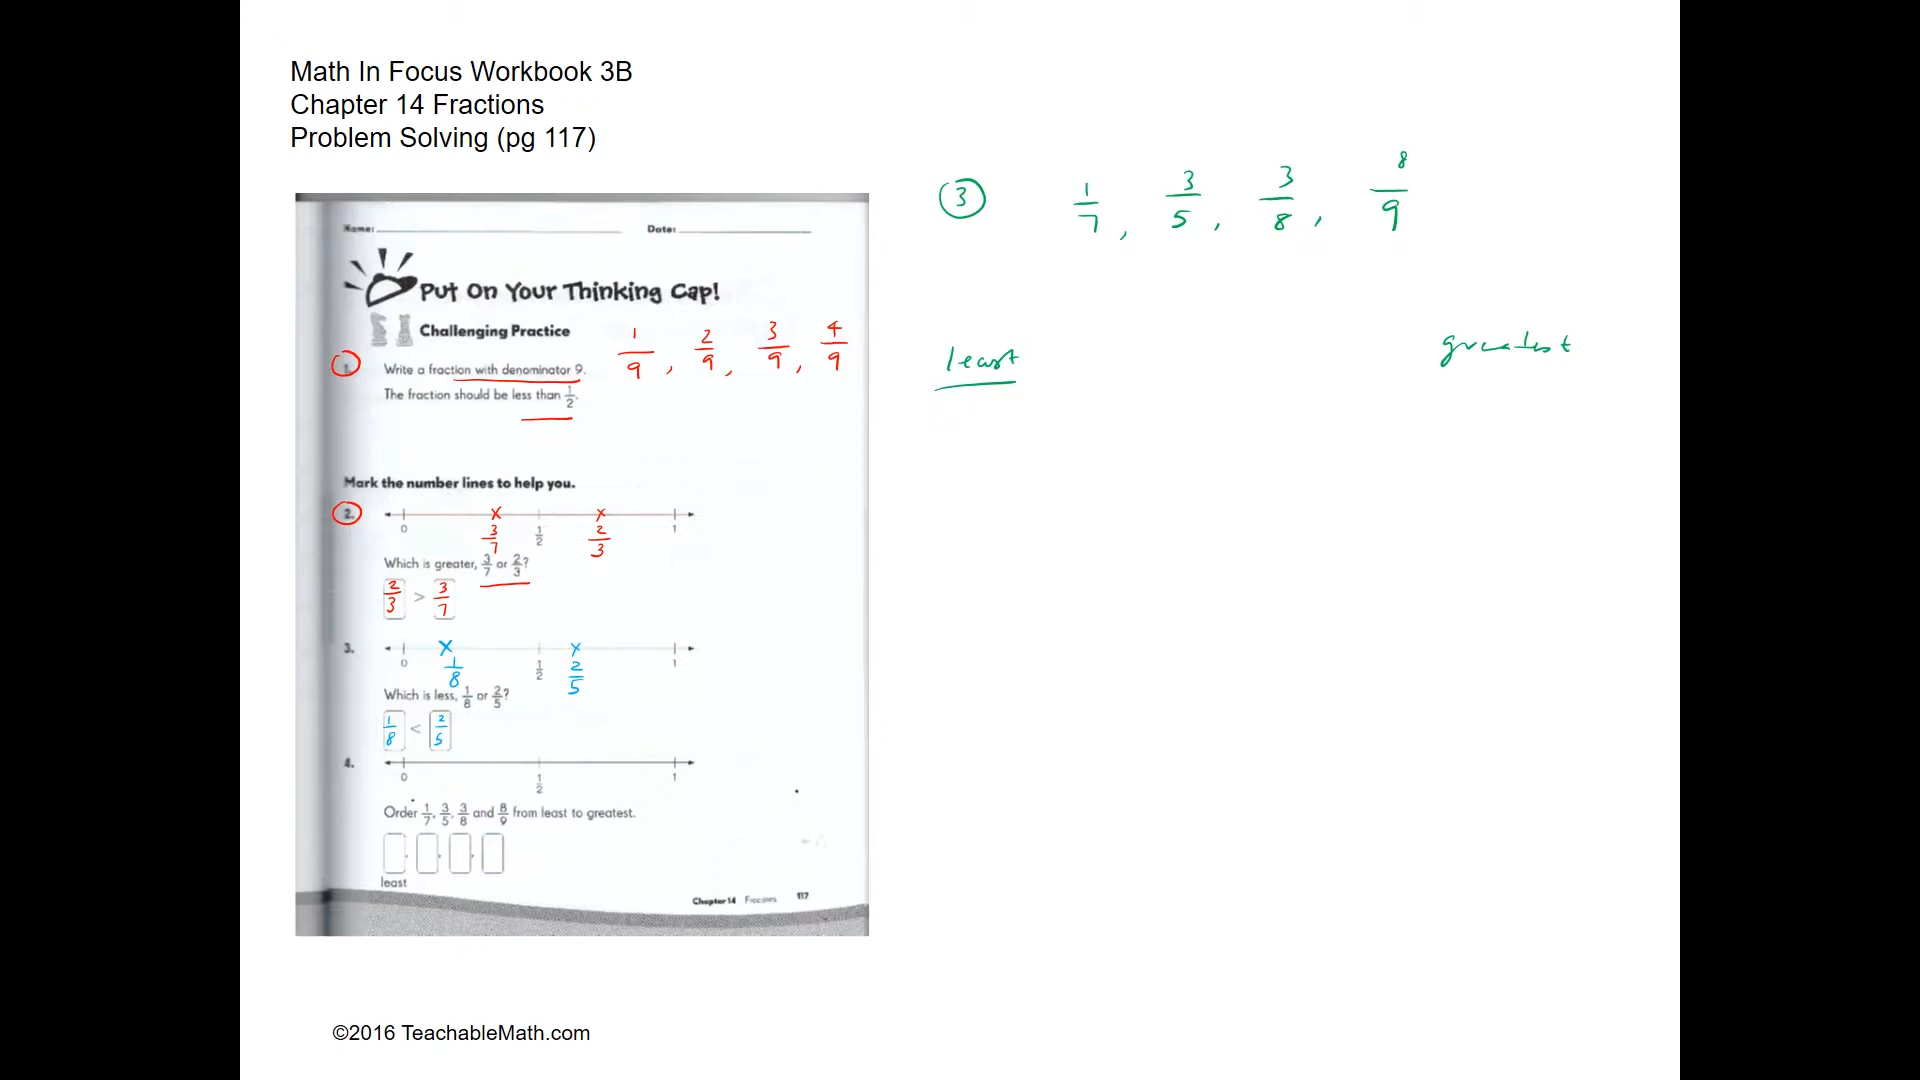 Math In Focus Workbook 3B
Chapter 14 Fractions
Problem Solving (pg 117)
Name: Date:
Put On Your Thinking Cap!
Challenging Practice
1. Write a fraction with denominator 9.
The fraction should be less than 1/2.
1/9, 2/9, 3/9, 4/9
Mark the number lines to help you.
2.
0 3/7 1/2 2/3 1
Which is greater, 3/7 or 2/3?
2/3 > 3/7
3.
0 1/8 1/2 2/5 1
Which is less, 1/8 or 2/5?
1/8 < 2/5
4.
0 1/2 1
Order 1/7, 3/5, 3/8 and 8/9 from least to greatest.
least
Chapter 14 Fractions 117
3 1/7, 3/5, 3/8, 8/9
least greatest
©2016 TeachableMath.com